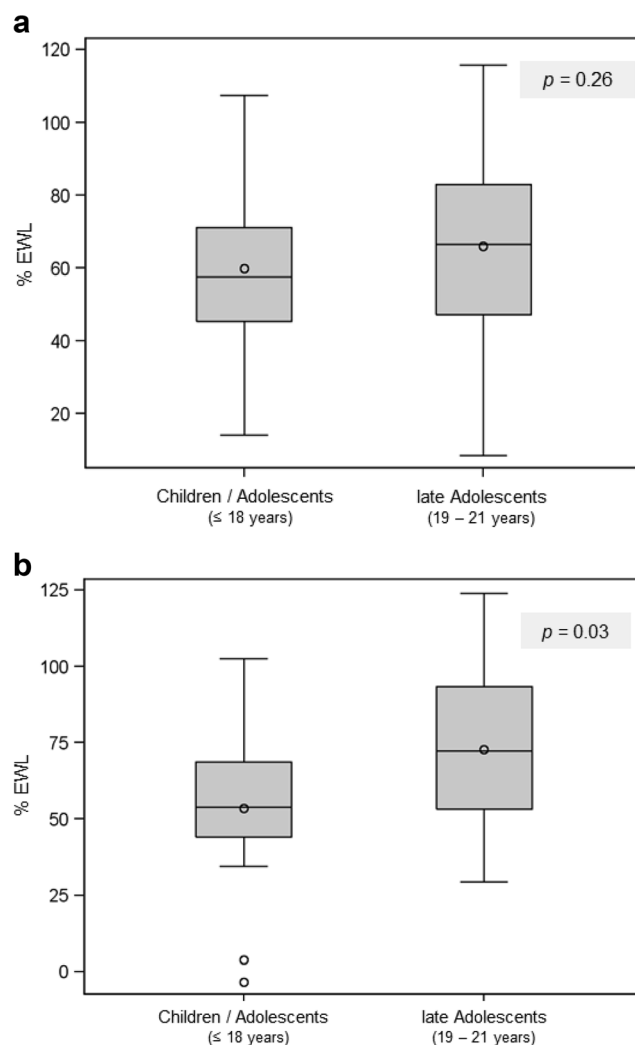 a
120
100
80
60
40
20
% EWL
p = 0.26
Children / Adolescents
(≤ 18 years)
late Adolescents
(19 – 21 years)
b
125
100
75
50
25
0
% EWL
p = 0.03
Children / Adolescents
(≤ 18 years)
late Adolescents
(19 – 21 years)